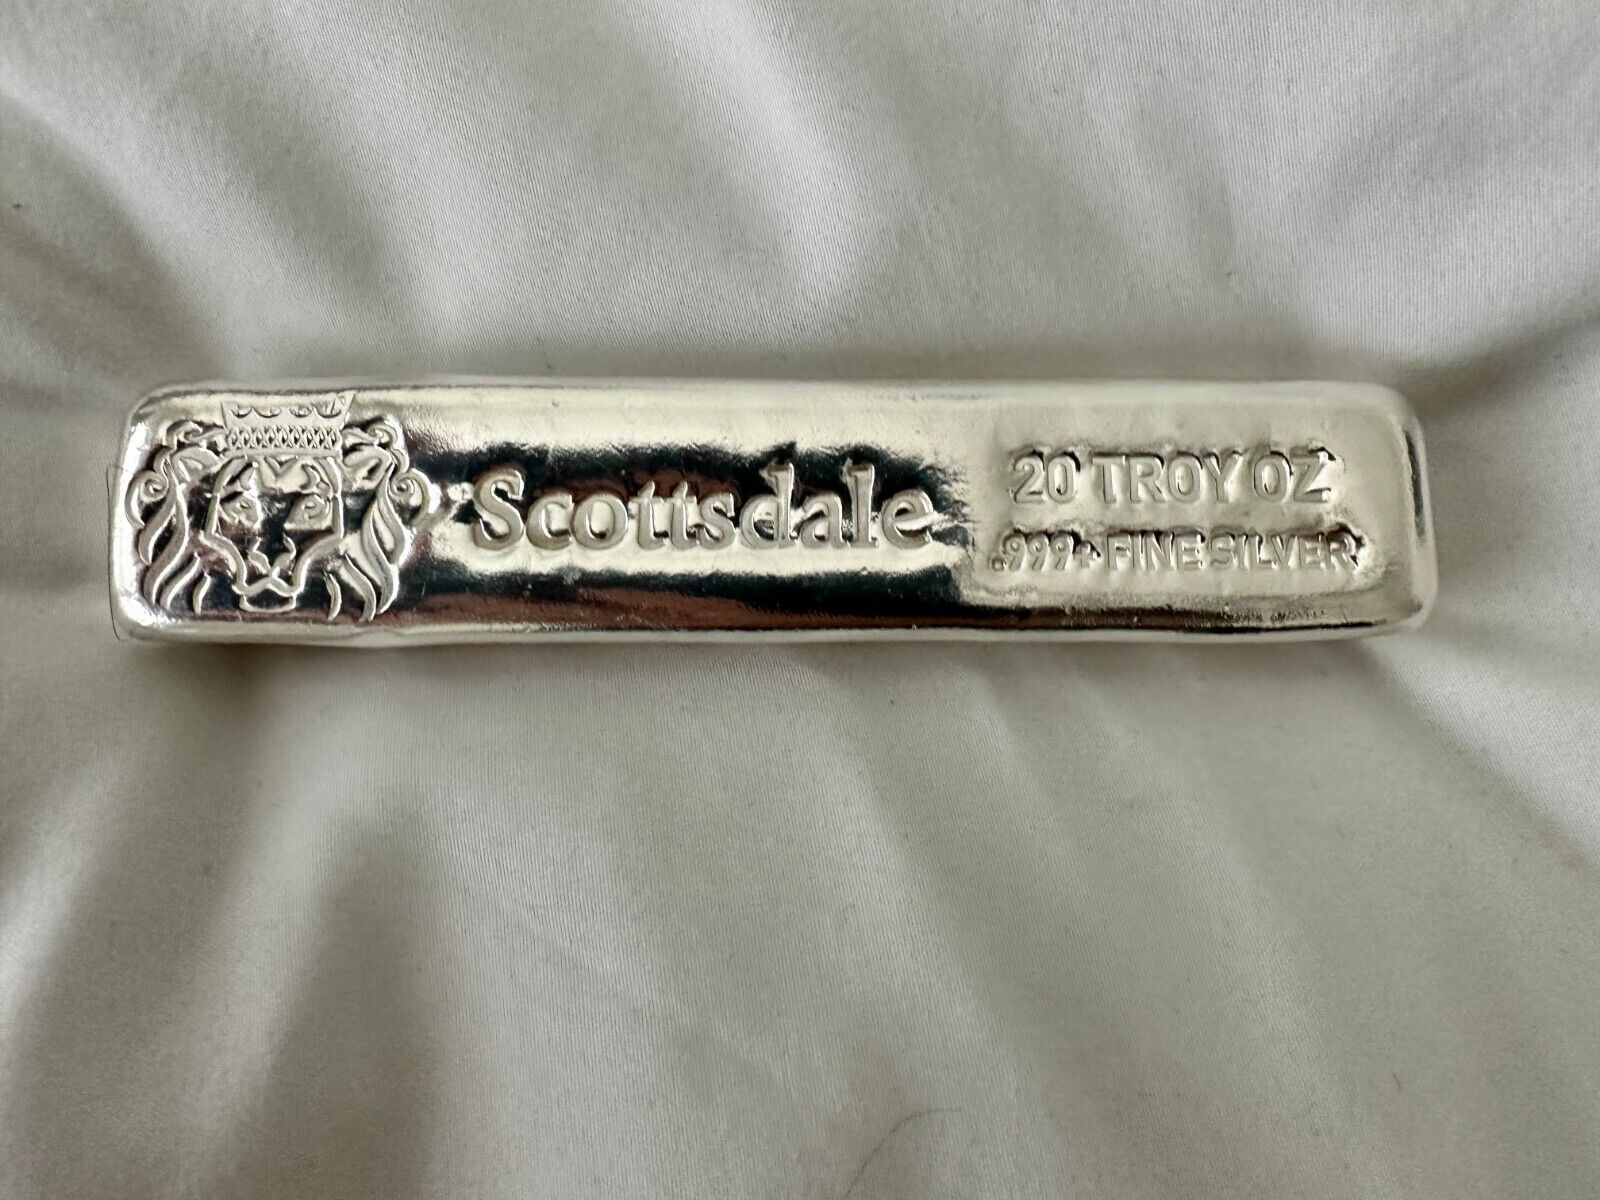 Scottsdale
20 TROY OZ
.999+ FINE SILVER